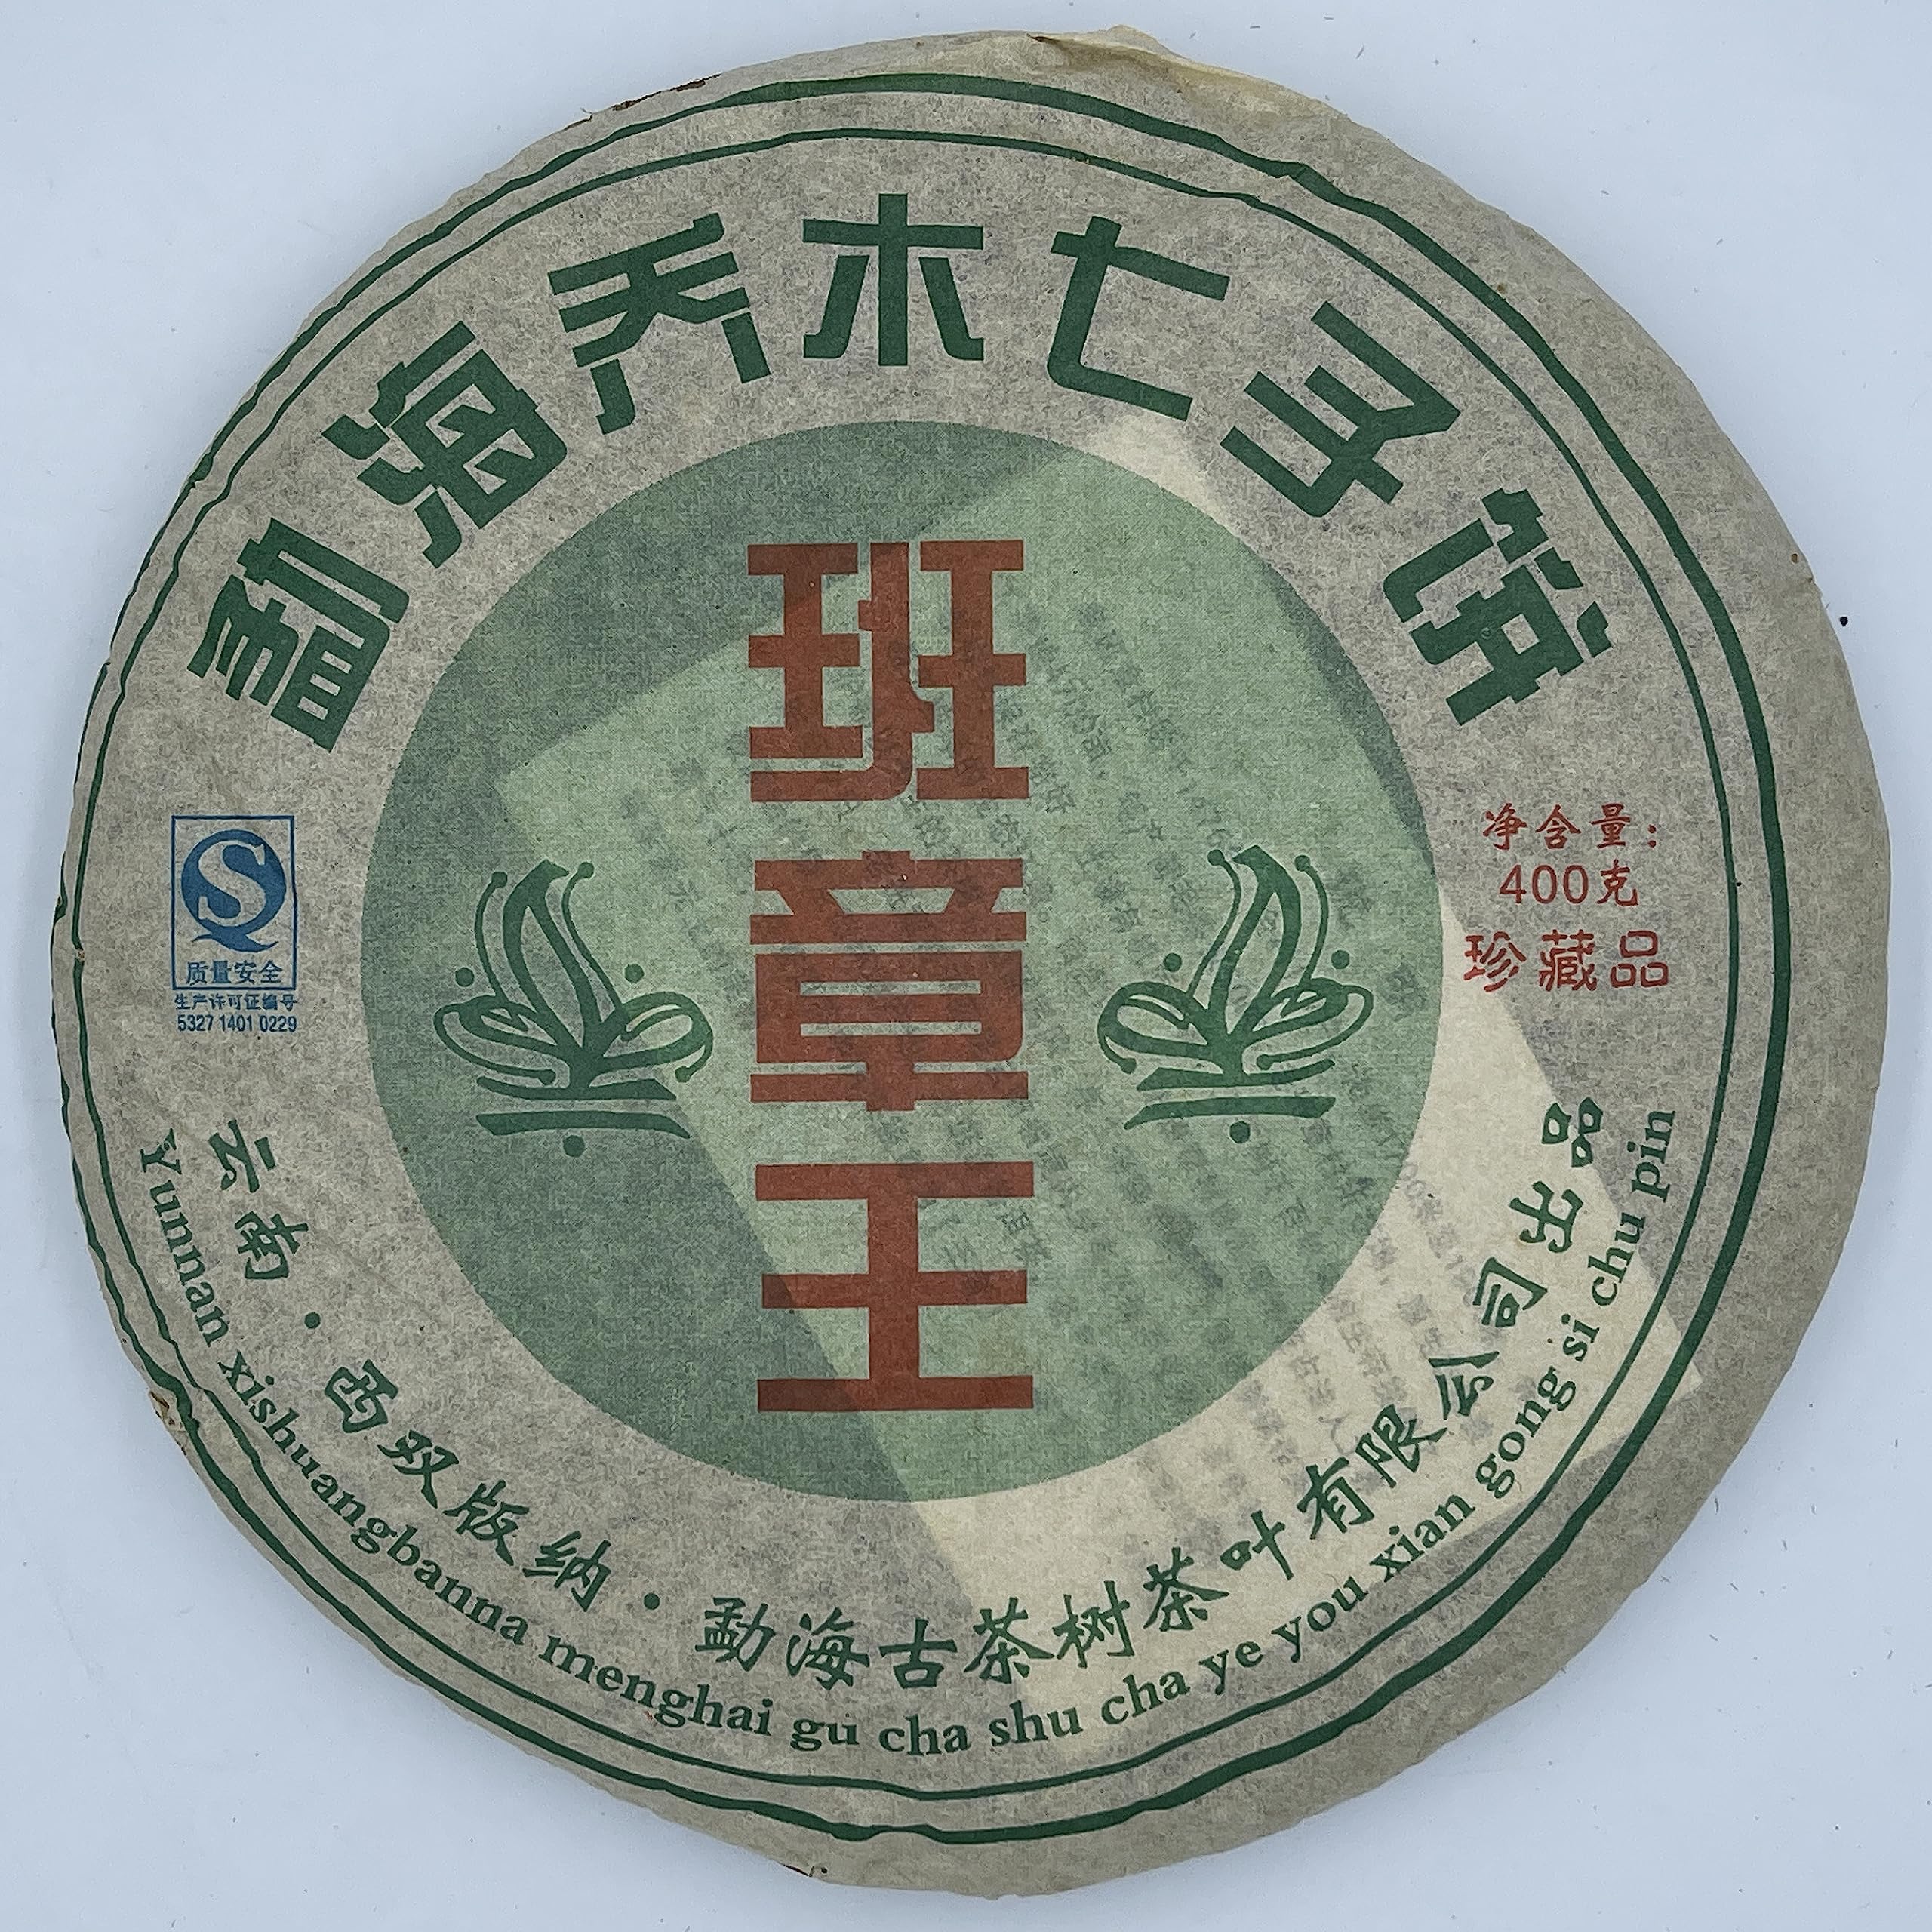 勐海乔木七子饼
班章王
质量安全
生产许可证编号
5327 1401 0229
净含量：
400克
珍藏品
云南·西双版纳·勐海古茶树茶叶有限公司出品
Yunnan xishuangbanna menghai gu cha shu cha ye you xian gong si chu pin